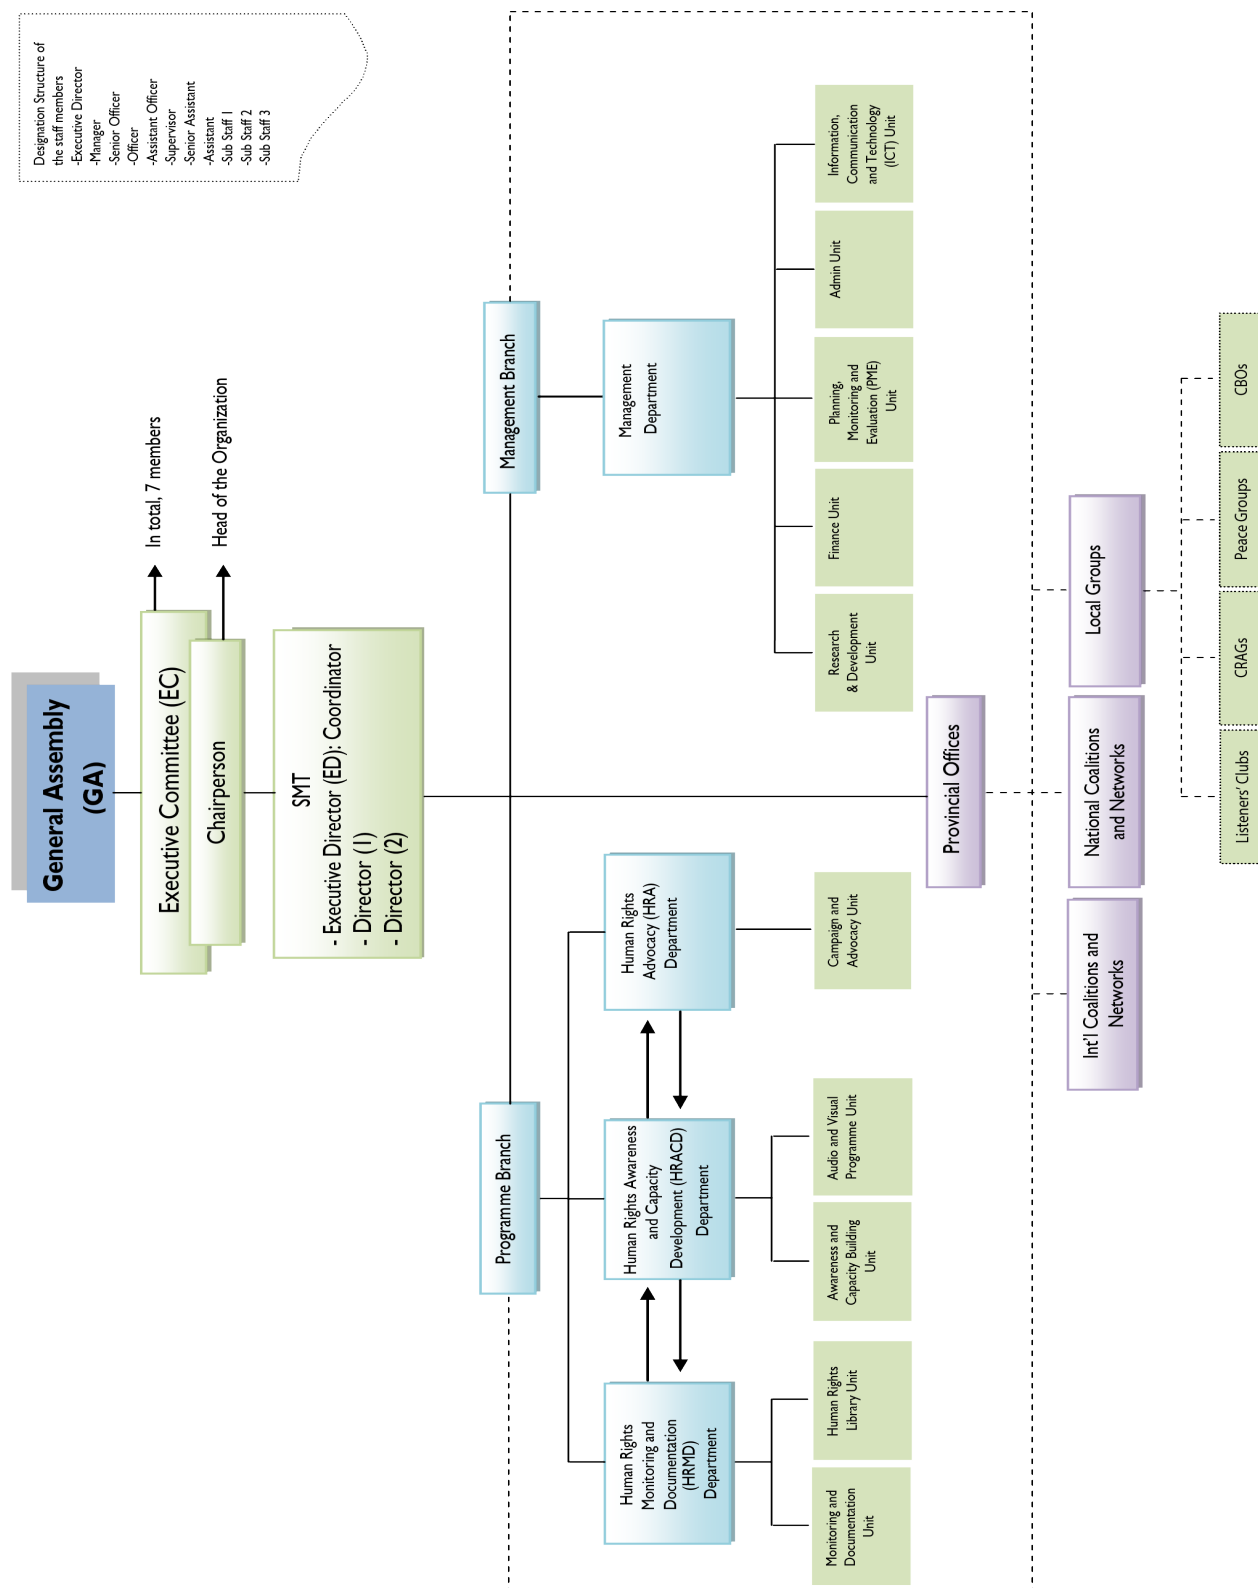 General Assembly
(GA)
Executive Committee (EC)
In total, 7 members
Chairperson
Head of the Organization
SMT
- Executive Director (ED): Coordinator
- Director (1)
- Director (2)
Designation Structure of
the staff members
-Executive Director
-Manager
-Senior Officer
-Officer
-Assistant Officer
-Supervisor
-Senior Assistant
-Assistant
-Sub Staff 1
-Sub Staff 2
-Sub Staff 3
Programme Branch
Management Branch
Human Rights
Monitoring and
Documentation
(HRMD)
Department
Human Rights Awareness
and Capacity
Development (HRACD)
Department
Human Rights
Advocacy (HRA)
Department
Management
Department
Monitoring and
Documentation
Unit
Human Rights
Library Unit
Awareness and
Capacity Building
Unit
Audio and Visual
Programme Unit
Campaign and
Advocacy Unit
Research
& Development
Unit
Finance Unit
Planning,
Monitoring and
Evaluation (PME)
Unit
Admin Unit
Information,
Communication
and Technology
(ICT) Unit
Provincial Offices
Int'l Coalitions and
Networks
National Coalitions
and Networks
Local Groups
Listeners' Clubs
CRAGs
Peace Groups
CBOs